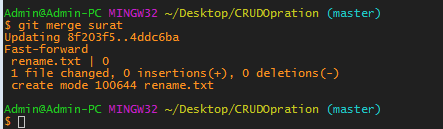 Admin@Admin-PC MINGW32 ~/Desktop/CRUDOpration (master)
$ git merge surat
Updating 8f203f5..4ddc6ba
Fast-forward
 rename.txt | 0
 1 file changed, 0 insertions(+), 0 deletions(-)
 create mode 100644 rename.txt

Admin@Admin-PC MINGW32 ~/Desktop/CRUDOpration (master)
$